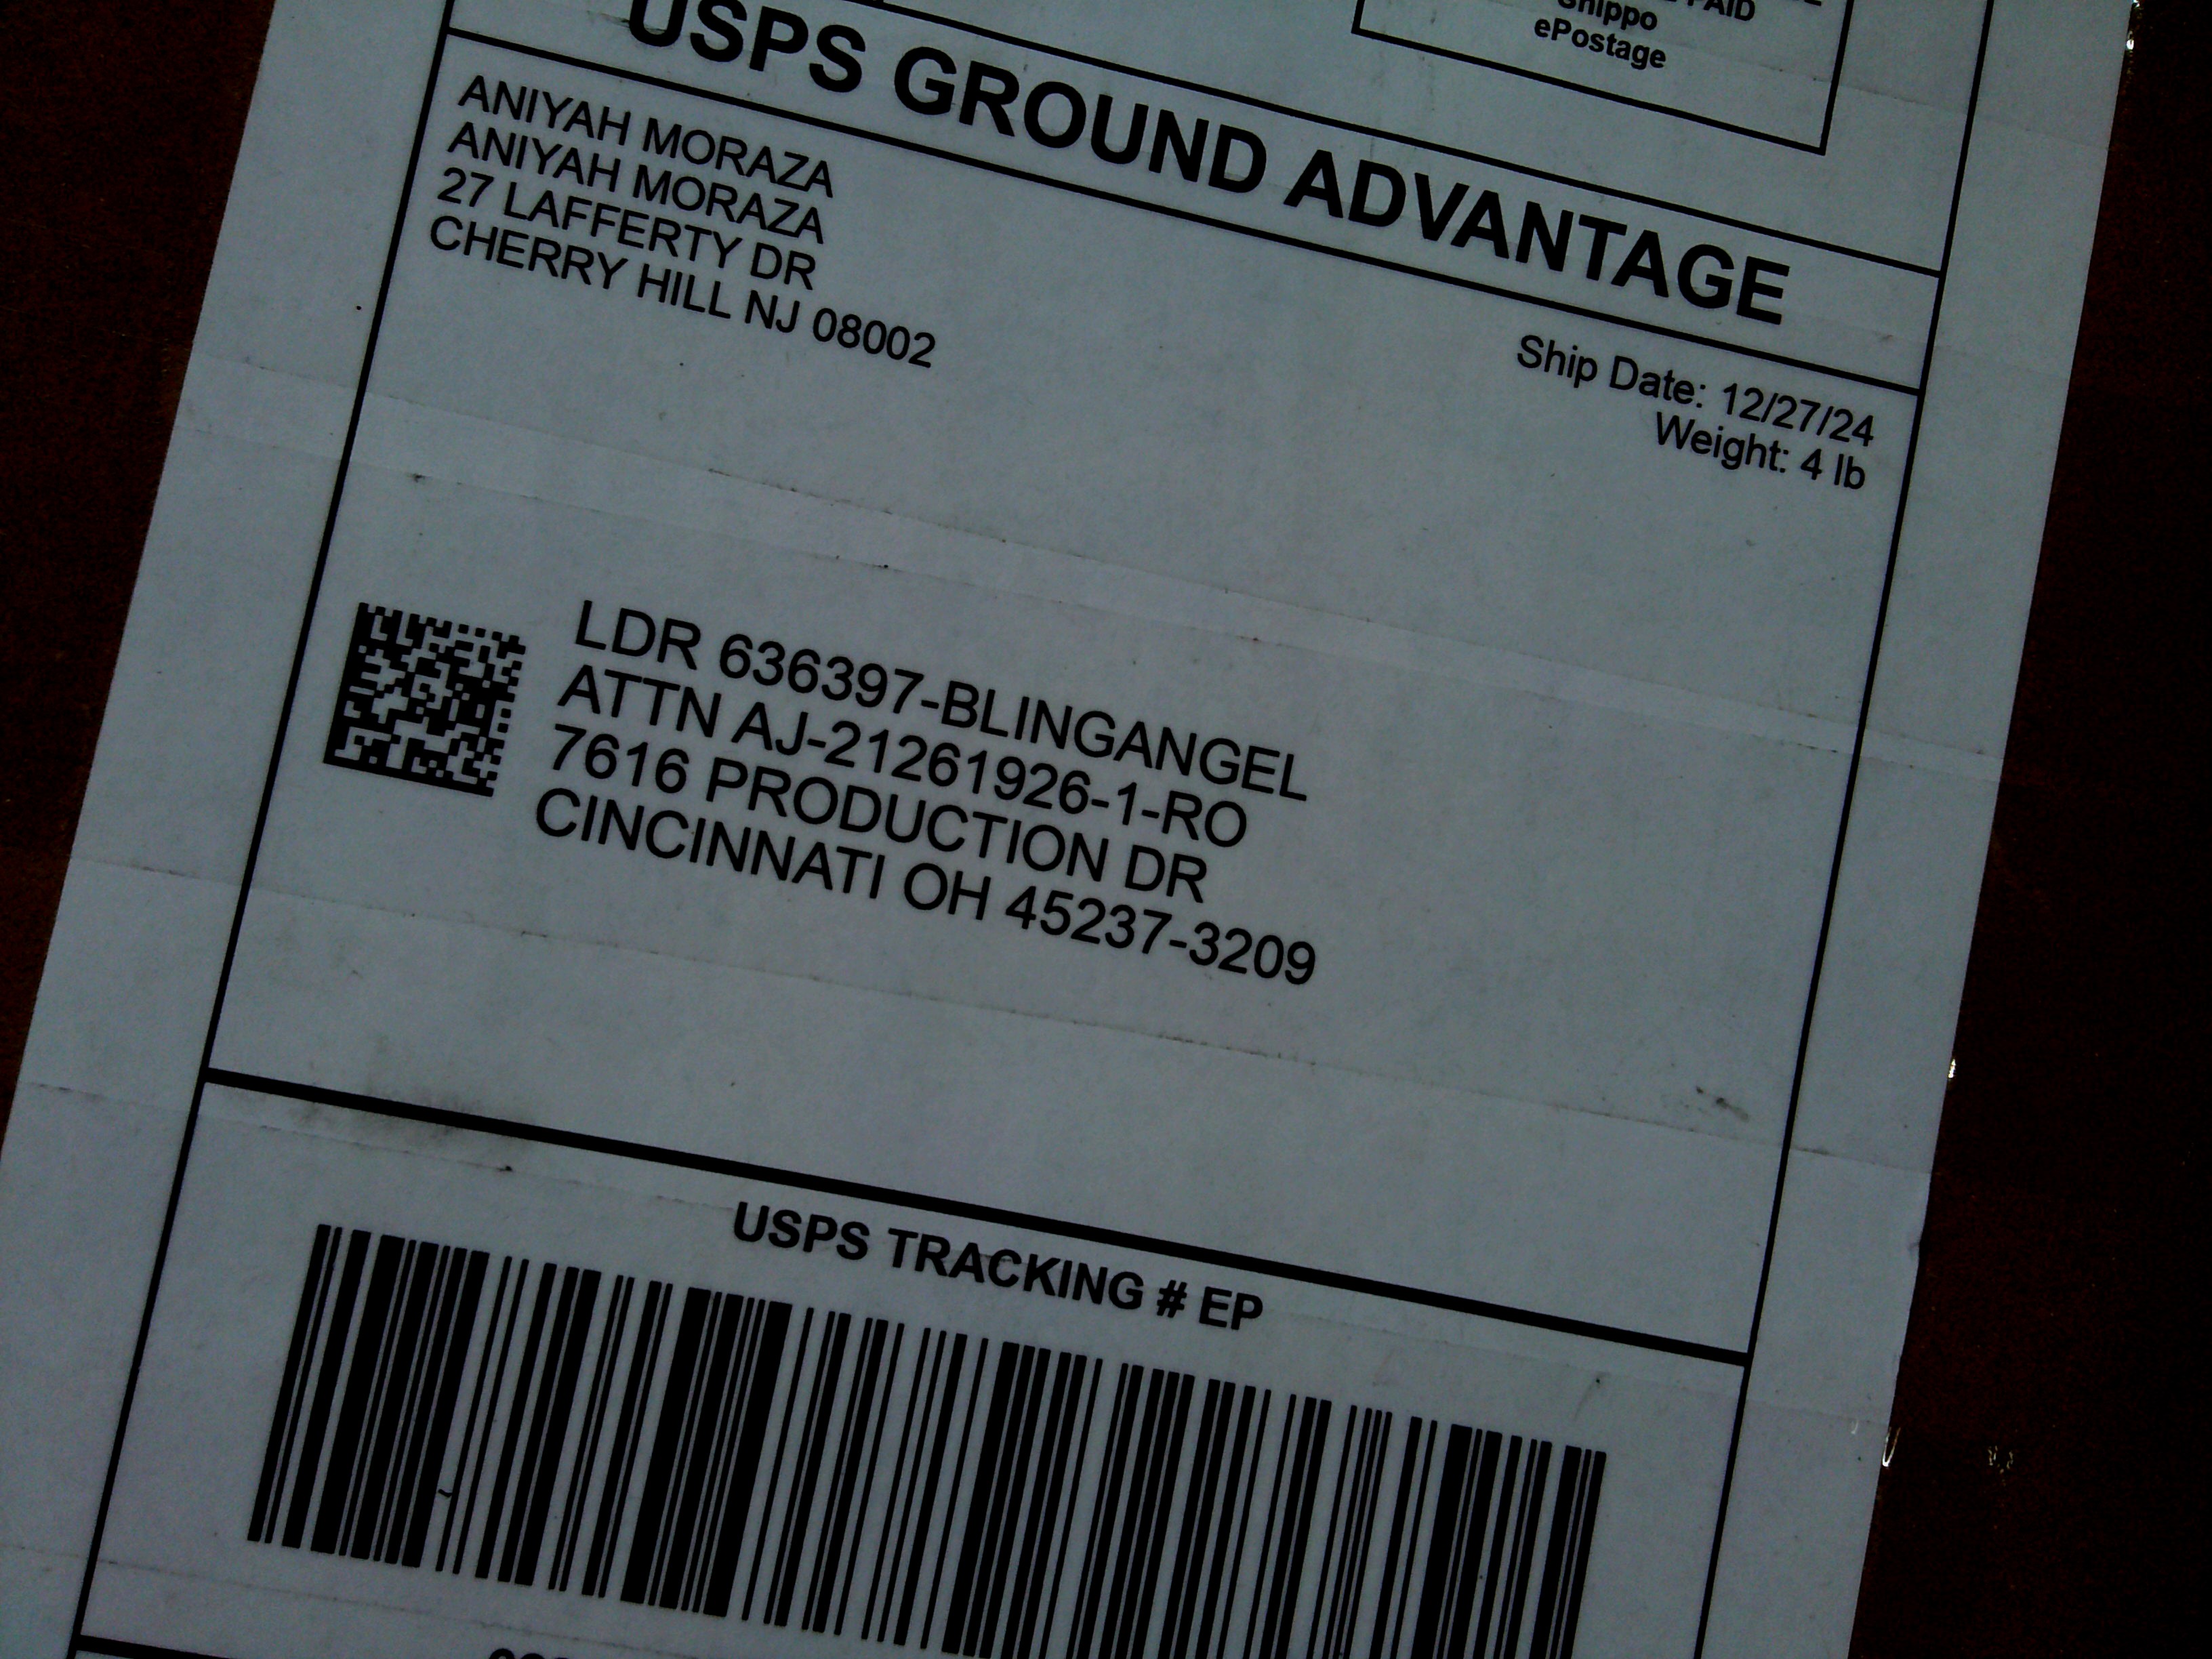 PAID
Shippo
ePostage
USPS GROUND ADVANTAGE
ANIYAH MORAZA
ANIYAH MORAZA
27 LAFFERTY DR
CHERRY HILL NJ 08002
Ship Date: 12/27/24
Weight: 4 lb
LDR 636397-BLINGANGEL
ATTN AJ-21261926-1-RO
7616 PRODUCTION DR
CINCINNATI OH 45237-3209
USPS TRACKING # EP